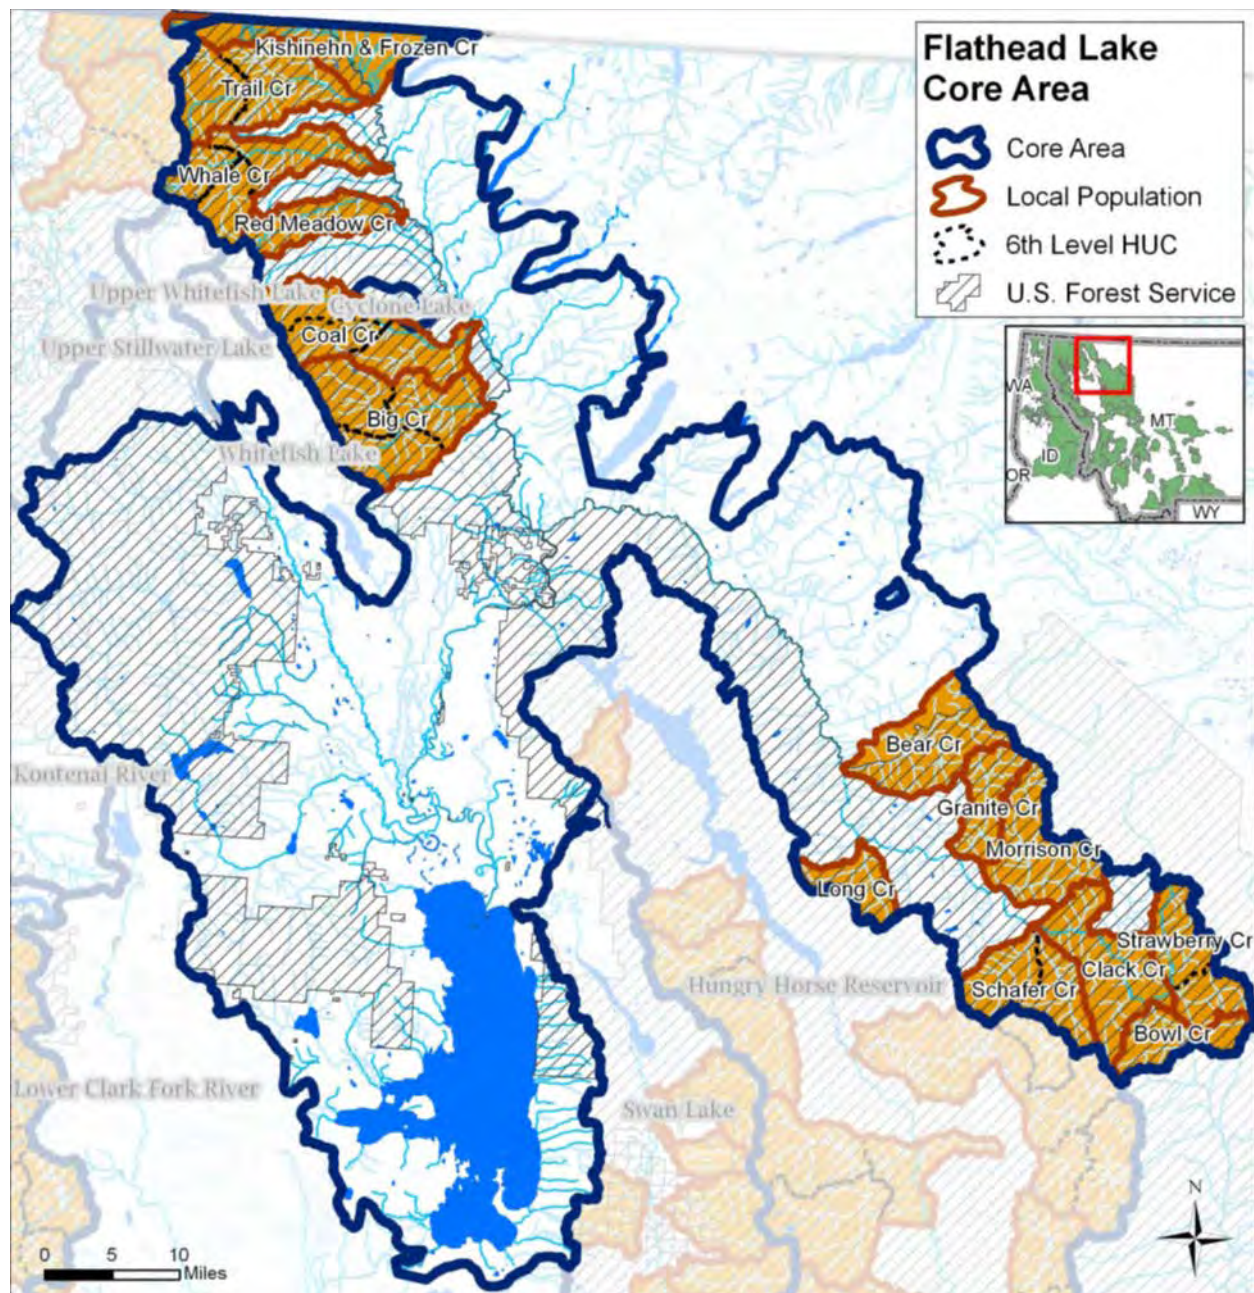 Flathead Lake
Core Area
Core Area
Local Population
6th Level HUC
U.S. Forest Service
WA
MT
ID
OR
WY
Kishinehn & Frozen Cr
Trail Cr
Whale Cr
Red Meadow Cr
Upper Whitefish Lake
Cyclone Lake
Coal Cr
Upper Stillwater Lake
Big Cr
Whitefish Lake
Bear Cr
Kootenai River
Granite Cr
Morrison Cr
Long Cr
Strawberry Cr
Clack Cr
Hungry Horse Reservoir
Schafer Cr
Bowl Cr
Lower Clark Fork River
Swan Lake
N
0 5 10
Miles